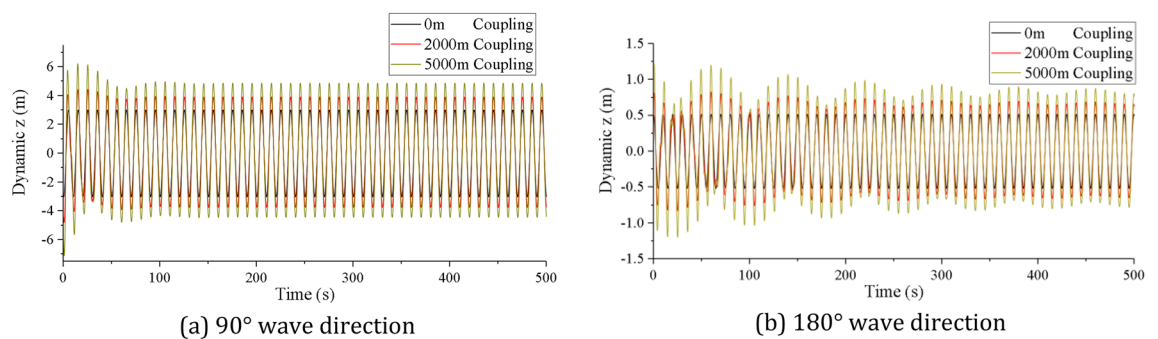 0m Coupling
2000m Coupling
5000m Coupling
Dynamic z (m)
6
4
2
0
-2
-4
-6
0 100 200 300 400 500
Time (s)
(a) 90° wave direction
0m Coupling
2000m Coupling
5000m Coupling
Dynamic z (m)
1.5
1.0
0.5
0.0
-0.5
-1.0
-1.5
0 100 200 300 400 500
Time (s)
(b) 180° wave direction